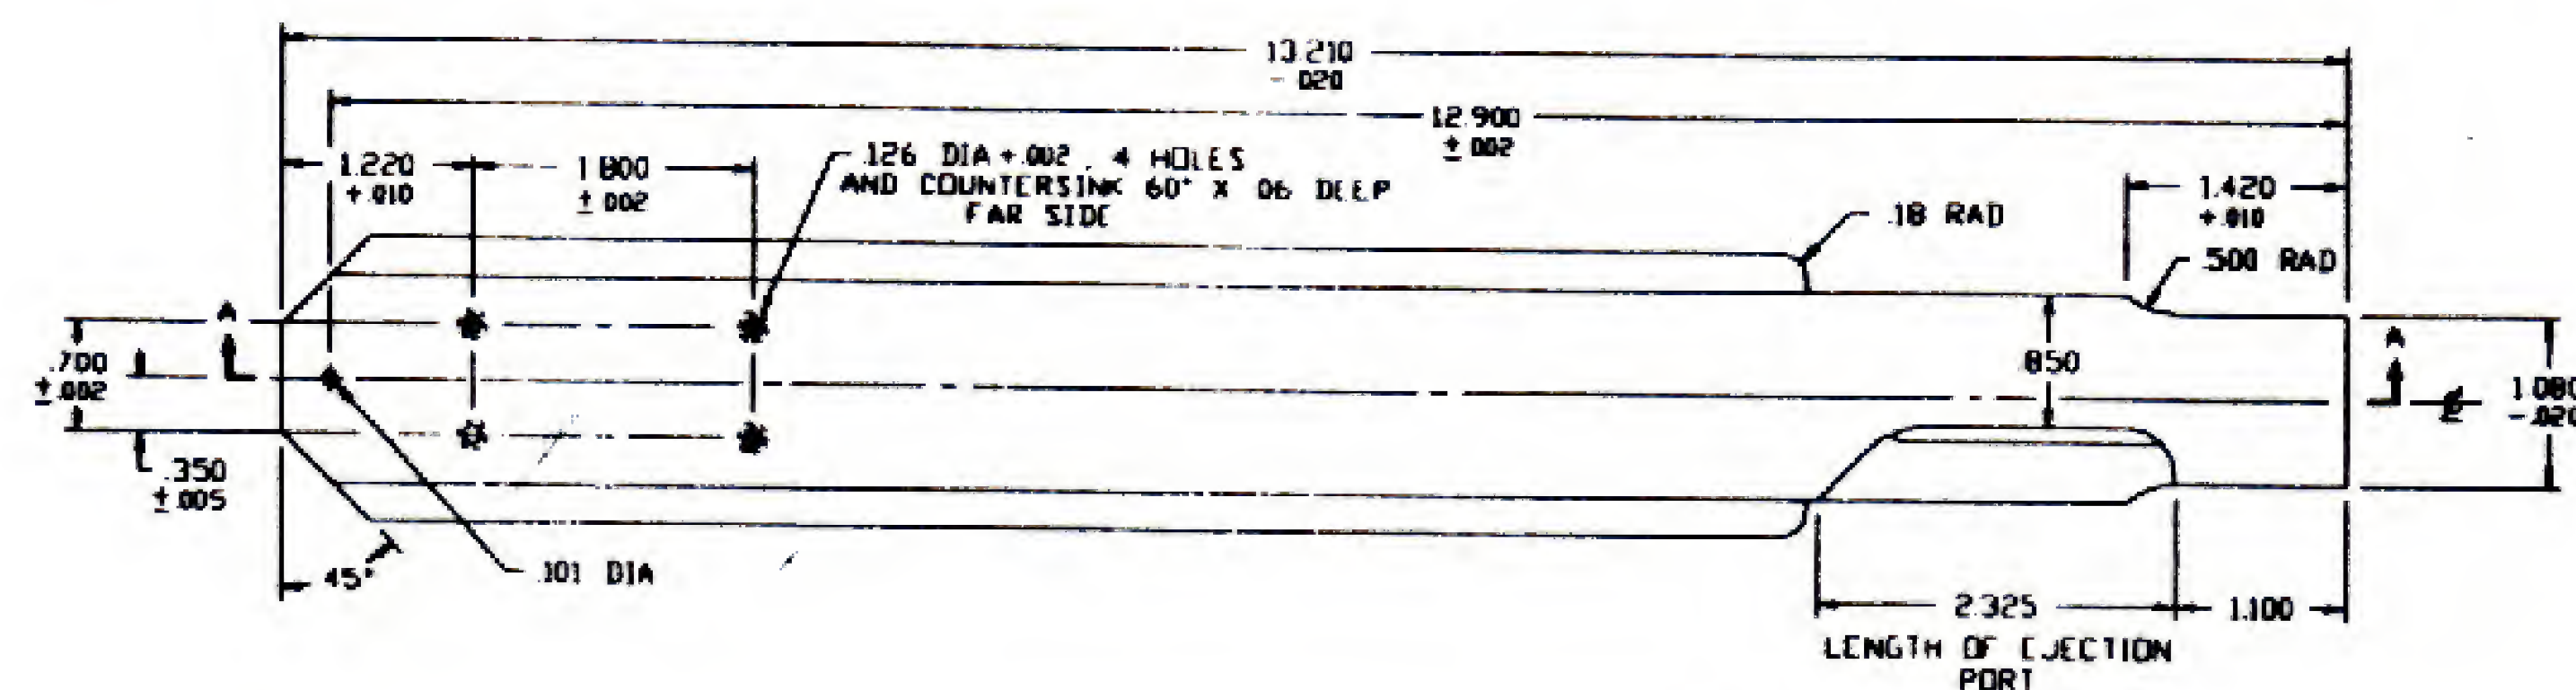 13.210
- .020
12.900
± .002
1.220
+ .010
1.800
± .002
.126 DIA + .002 , 4 HOLES
AND COUNTERSINK 60° X .06 DEEP
FAR SIDE
.18 RAD
1.420
+ .010
.500 RAD
A
A
.700
± .002
.850
1.080
- .020
.350
± .005
45°
.101 DIA
2.325
1.100
LENGTH OF EJECTION
PORT